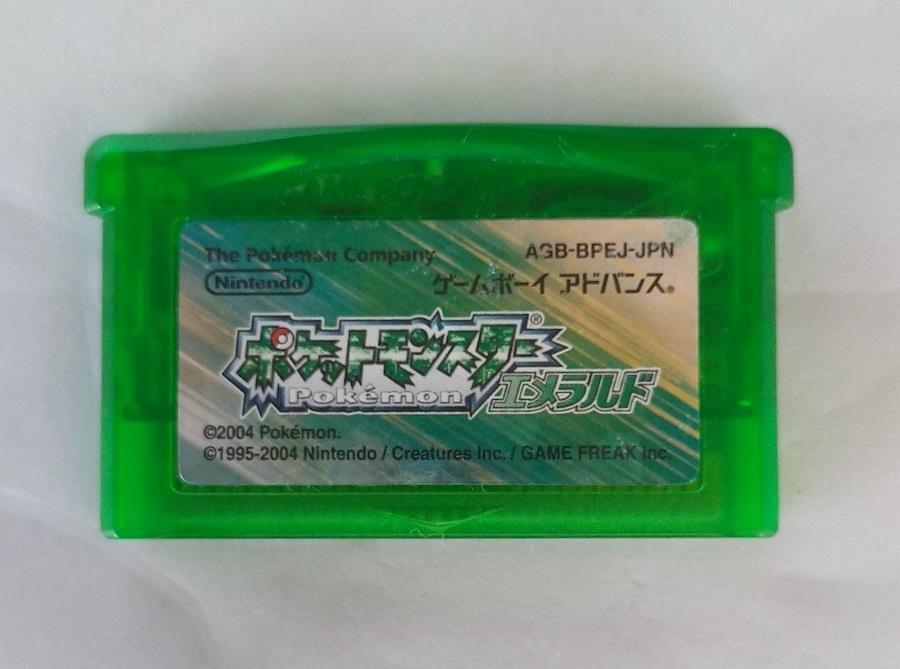 The Pokémon Company
AGB-BPEJ-JPN
Nintendo
ゲームボーイ アドバンス®
ポケットモンスター®
Pokémon
エメラルド
©2004 Pokémon.
©1995-2004 Nintendo / Creatures Inc. / GAME FREAK inc.